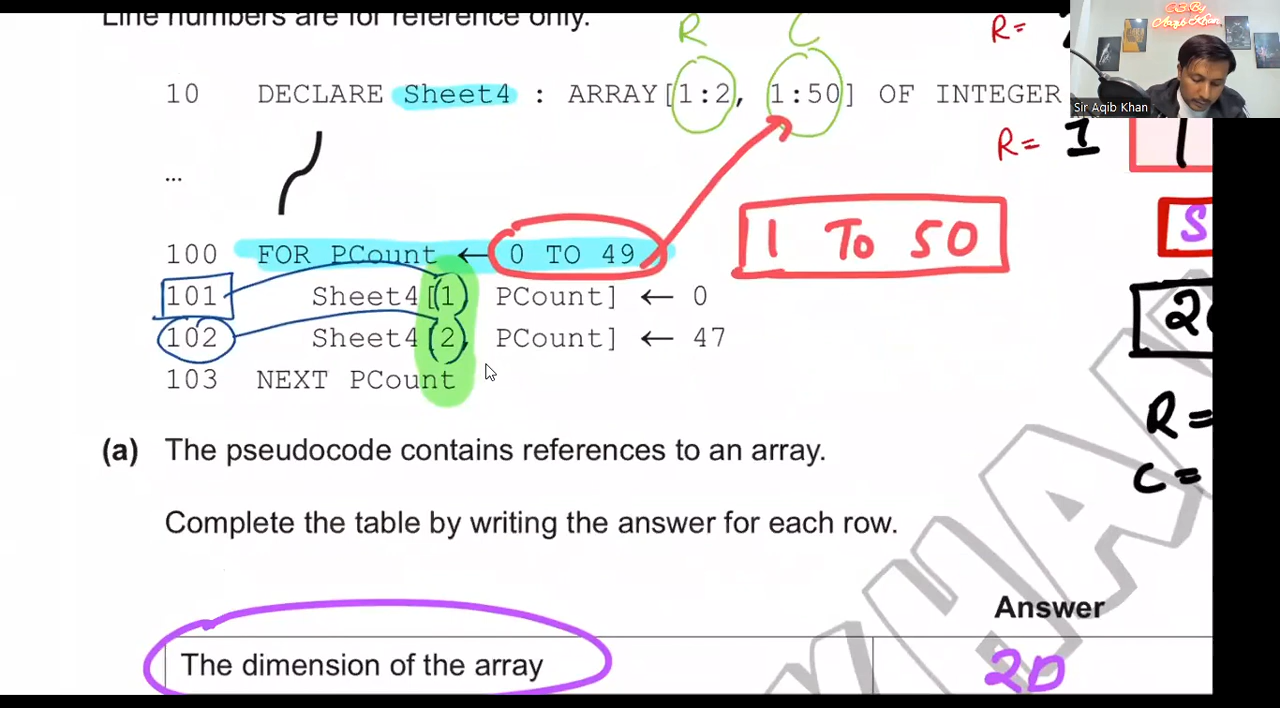 Line numbers are for reference only.
R C
R=
10 DECLARE Sheet4 : ARRAY[1:2, 1:50] OF INTEGER
Sir Aqib Khan
R= 1 1
...
100 FOR PCount ← 0 TO 49
1 To 50
S
101 Sheet4[1, PCount] ← 0
102 Sheet4[2, PCount] ← 47
103 NEXT PCount
R=
(a) The pseudocode contains references to an array.
C=
Complete the table by writing the answer for each row.
Answer
The dimension of the array
2D